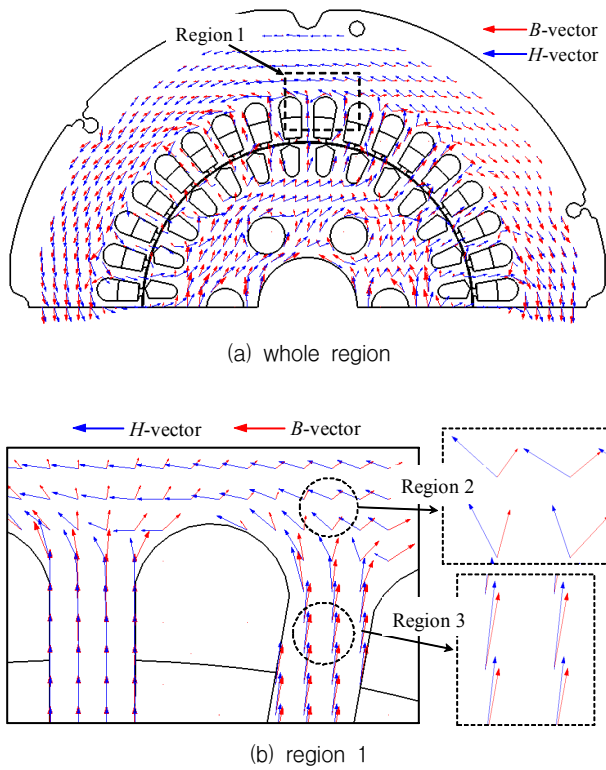 Region 1
B-vector
H-vector
(a) whole region
H-vector
B-vector
Region 2
Region 3
(b) region 1